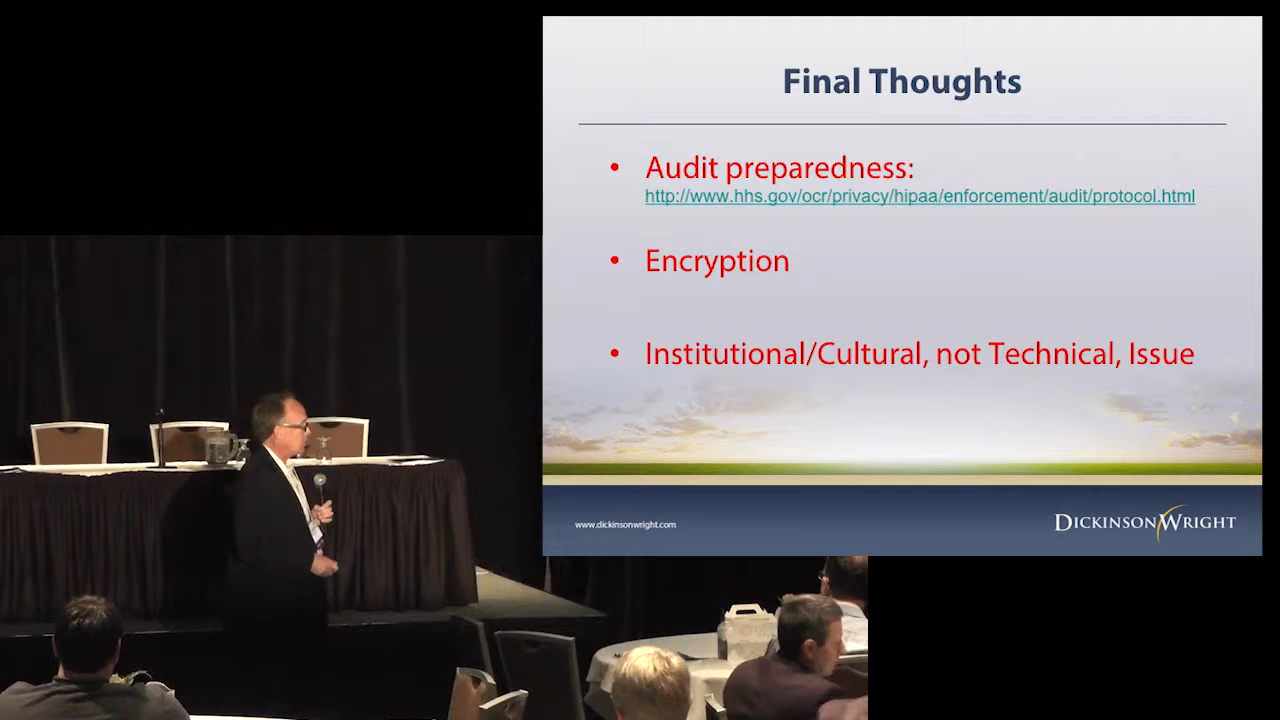 Final Thoughts
• Audit preparedness:
http://www.hhs.gov/ocr/privacy/hipaa/enforcement/audit/protocol.html
• Encryption
• Institutional/Cultural, not Technical, Issue
www.dickinsonwright.com
DICKINSON WRIGHT